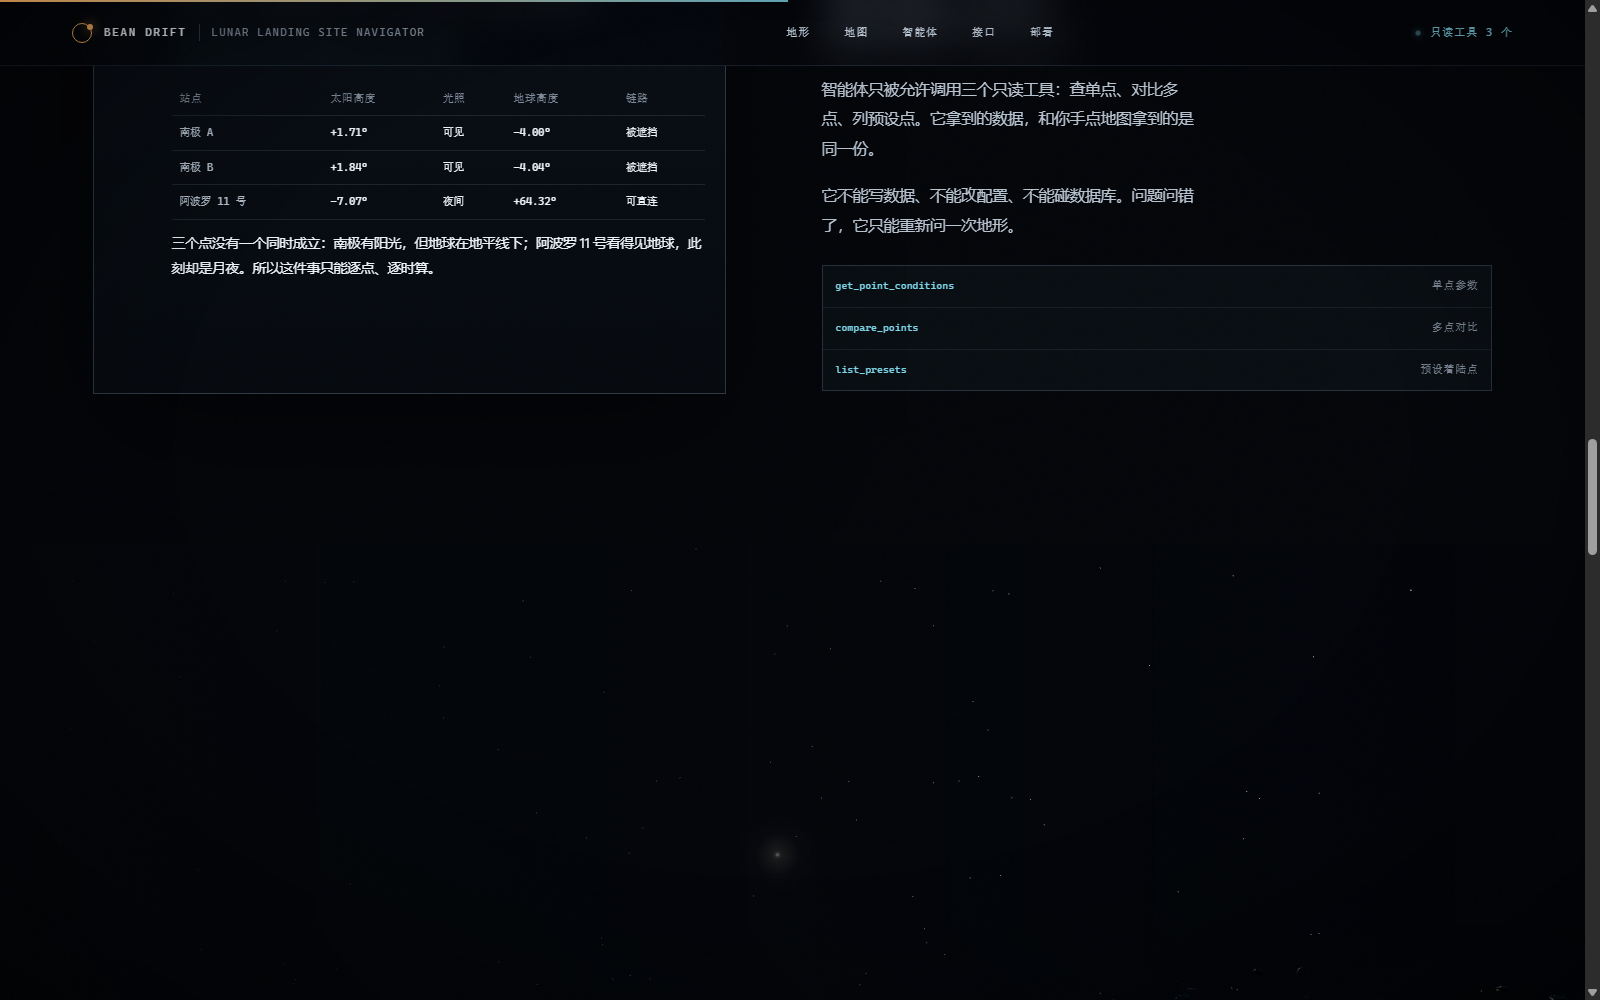 BEAN DRIFT
LUNAR LANDING SITE NAVIGATOR
地形 地图 智能体 接口 部署
只读工具 3 个
站点 太阳高度 光照 地球高度 链路
南极 A +1.71° 可见 −4.00° 被遮挡
南极 B +1.84° 可见 −4.04° 被遮挡
阿波罗 11 号 −7.07° 夜间 +64.32° 可直连
三个点没有一个同时成立：南极有阳光，但地球在地平线下；阿波罗 11 号看得见地球，此
刻却是月夜。所以这件事只能逐点、逐时算。
智能体只被允许调用三个只读工具：查单点、对比多
点、列预设点。它拿到的数据，和你手点地图拿到的是
同一份。
它不能写数据、不能改配置、不能碰数据库。问题问错
了，它只能重新问一次地形。
get_point_conditions 单点参数
compare_points 多点对比
list_presets 预设着陆点